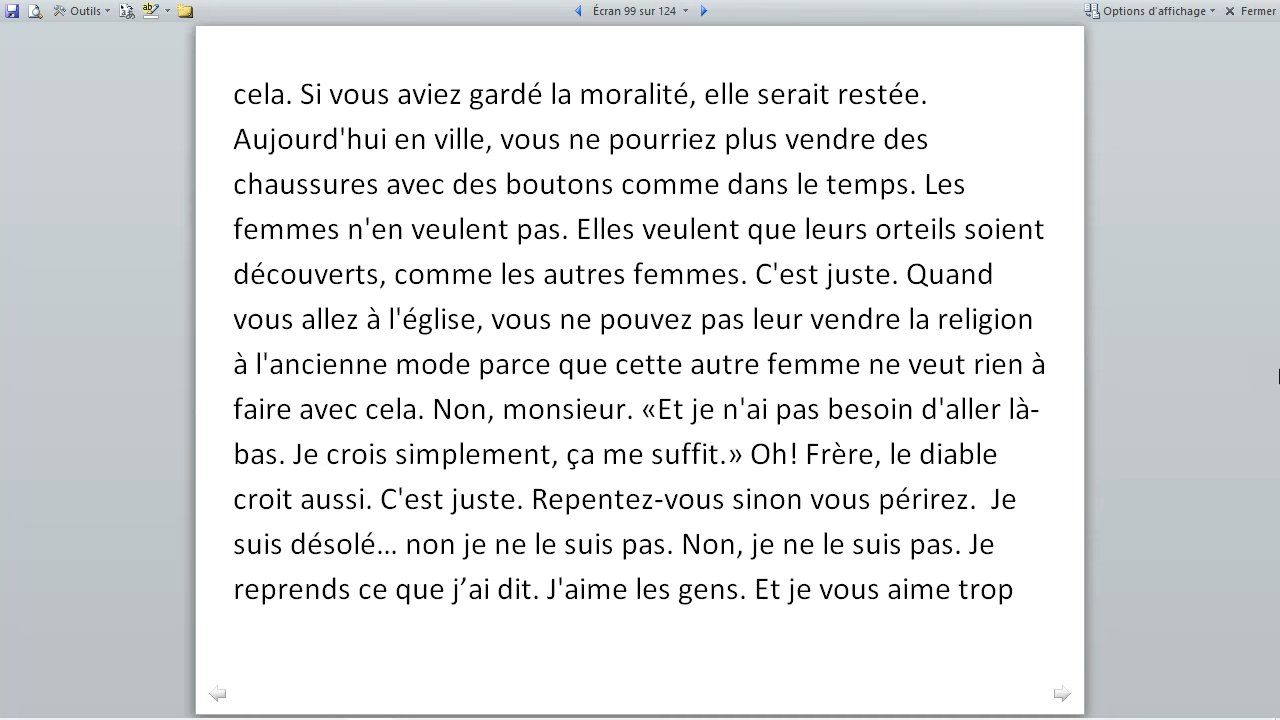 Outils
Écran 99 sur 124
Options d'affichage
Fermer
cela. Si vous aviez gardé la moralité, elle serait restée.
Aujourd'hui en ville, vous ne pourriez plus vendre des
chaussures avec des boutons comme dans le temps. Les
femmes n'en veulent pas. Elles veulent que leurs orteils soient
découverts, comme les autres femmes. C'est juste. Quand
vous allez à l'église, vous ne pouvez pas leur vendre la religion
à l'ancienne mode parce que cette autre femme ne veut rien à
faire avec cela. Non, monsieur. «Et je n'ai pas besoin d'aller là-
bas. Je crois simplement, ça me suffit.» Oh! Frère, le diable
croit aussi. C'est juste. Repentez-vous sinon vous périrez.  Je
suis désolé... non je ne le suis pas. Non, je ne le suis pas. Je
reprends ce que j’ai dit. J'aime les gens. Et je vous aime trop